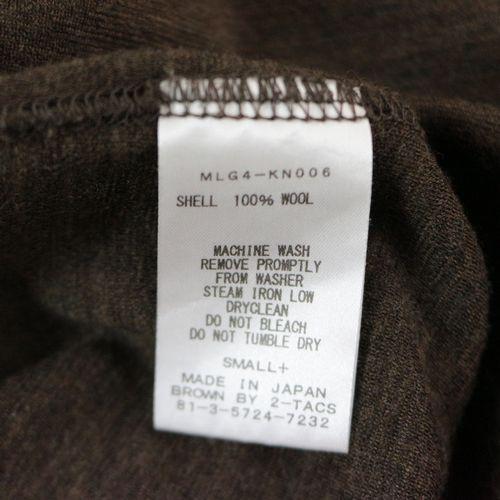 MLG4-KN006
SHELL 100% WOOL
MACHINE WASH
REMOVE PROMPTLY
FROM WASHER
STEAM IRON LOW
DRYCLEAN
DO NOT BLEACH
DO NOT TUMBLE DRY
SMALL+
MADE IN JAPAN
BROWN BY 2-TACS
81-3-5724-7232